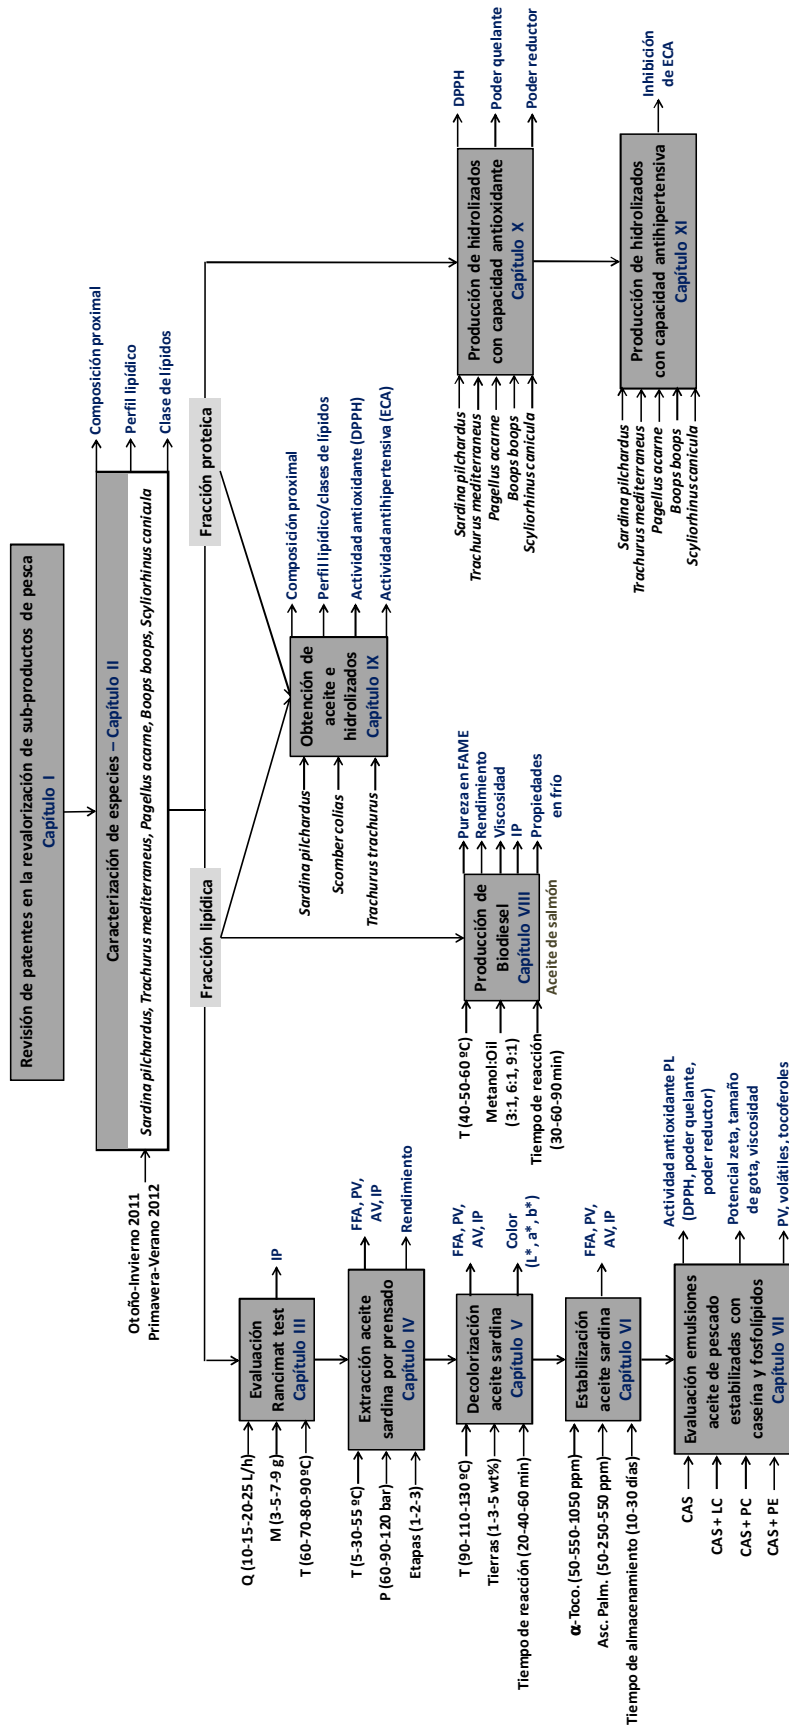 Revisión de patentes en la revalorización de sub-productos de pesca
Capítulo I
Caracterización de especies – Capítulo II
Sardina pilchardus, Trachurus mediterraneus, Pagellus acarne, Boops boops, Scyliorhinus canicula
Otoño-Invierno 2011
Primavera-Verano 2012
Composición proximal
Perfil lipídico
Clase de lípidos
Fracción lipídica
Fracción proteica
Q (10-15-20-25 L/h)
M (3-5-7-9 g)
T (60-70-80-90 ºC)
Evaluación
Rancimat test
Capítulo III
IP
T (5-30-55 ºC)
P (60-90-120 bar)
Etapas (1-2-3)
Extracción aceite
sardina por prensado
Capítulo IV
FFA, PV,
AV, IP
Rendimiento
T (90-110-130 ºC)
Tierras (1-3-5 wt%)
Tiempo de reacción (20-40-60 min)
Decolorización
aceite sardina
Capítulo V
FFA, PV,
AV, IP
Color
(L*, a*, b*)
α-Toco. (50-550-1050 ppm)
Asc. Palm. (50-250-550 ppm)
Tiempo de almacenamiento (10-30 días)
Estabilización
aceite sardina
Capítulo VI
FFA, PV,
AV, IP
CAS
CAS + LC
CAS + PC
CAS + PE
Evaluación emulsiones
aceite de pescado
estabilizadas con
caseína y fosfolípidos
Capítulo VII
Actividad antioxidante PL
(DPPH, poder quelante,
poder reductor)
Potencial zeta, tamaño
de gota, viscosidad
PV, volátiles, tocoferoles
T (40-50-60 ºC)
Metanol:Oil
(3:1, 6:1, 9:1)
Tiempo de reacción
(30-60-90 min)
Producción de
Biodiesel
Capítulo VIII
Aceite de salmón
Pureza en FAME
Rendimiento
Viscosidad
IP
Propiedades
en frío
Sardina pilchardus
Scomber colias
Trachurus trachurus
Obtención de
aceite e
hidrolizados
Capítulo IX
Composición proximal
Perfil lipídico/clases de lípidos
Actividad antioxidante (DPPH)
Actividad antihipertensiva (ECA)
Sardina pilchardus
Trachurus mediterraneus
Pagellus acarne
Boops boops
Scyliorhinus canicula
Producción de hidrolizados
con capacidad antioxidante
Capítulo X
DPPH
Poder quelante
Poder reductor
Sardina pilchardus
Trachurus mediterraneus
Pagellus acarne
Boops boops
Scyliorhinus canicula
Producción de hidrolizados
con capacidad antihipertensiva
Capítulo XI
Inhibición
de ECA